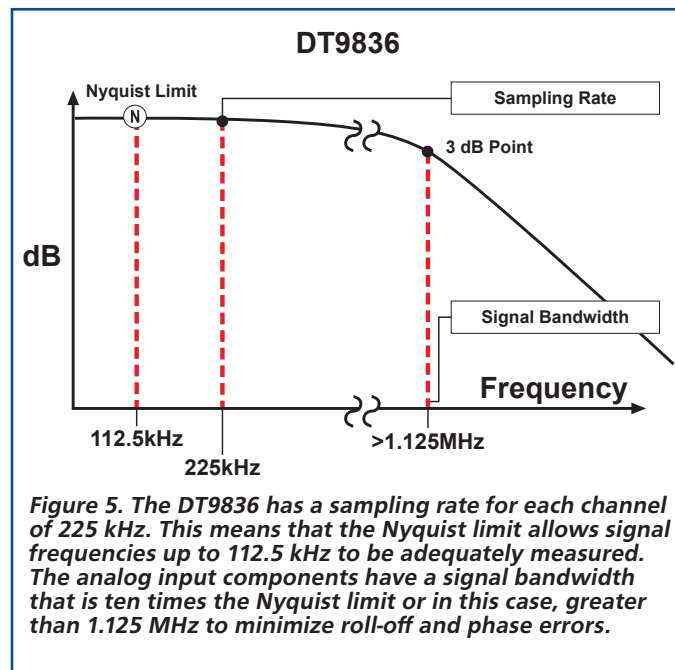 DT9836
Nyquist Limit
N
Sampling Rate
3 dB Point
dB
Signal Bandwidth
Frequency
112.5kHz
225kHz
>1.125MHz
Figure 5. The DT9836 has a sampling rate for each channel
of 225 kHz. This means that the Nyquist limit allows signal
frequencies up to 112.5 kHz to be adequately measured.
The analog input components have a signal bandwidth
that is ten times the Nyquist limit or in this case, greater
than 1.125 MHz to minimize roll-off and phase errors.